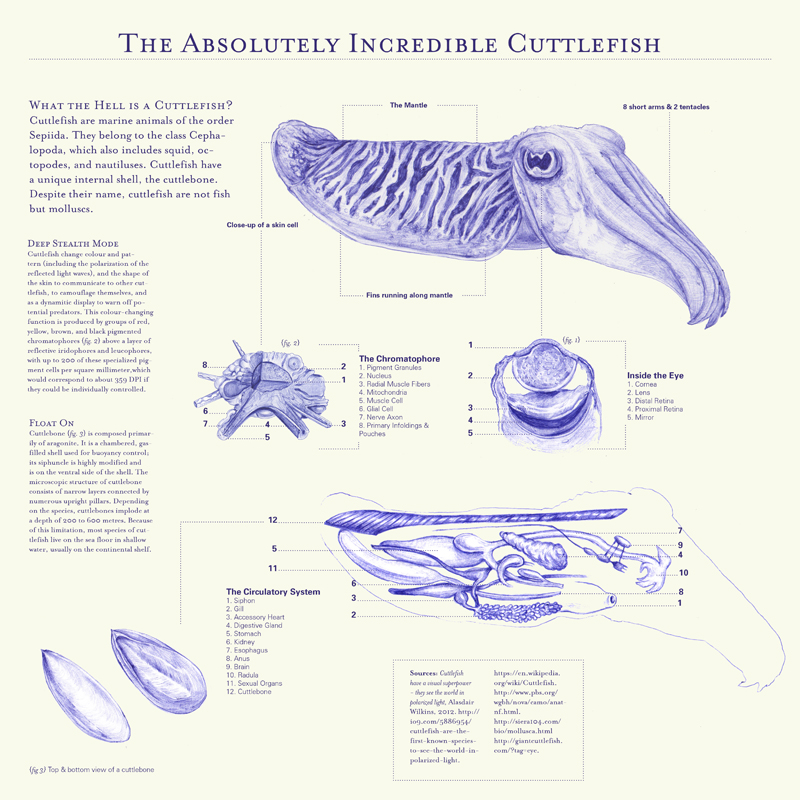 The Absolutely Incredible Cuttlefish
What the Hell is a Cuttlefish?
Cuttlefish are marine animals of the order
Sepiida. They belong to the class Cepha-
lopoda, which also includes squid, oc-
topodes, and nautiluses. Cuttlefish have
a unique internal shell, the cuttlebone.
Despite their name, cuttlefish are not fish
but molluscs.
Deep Stealth Mode
Cuttlefish change colour and pat-
tern (including the polarization of the
reflected light waves), and the shape of
the skin to communicate to other cut-
tlefish, to camouflage themselves, and
as a dynamitic display to warn off po-
tential predators. This colour-changing
function is produced by groups of red,
yellow, brown, and black pigmented
chromatophores (fig. 2) above a layer of
reflective iridophores and leucophores,
with up to 200 of these specialized pig
ment cells per square millimeter,which
would correspond to about 359 DPI if
they could be individually controlled.
Float On
Cuttlebone (fig. 3) is composed primar-
ily of aragonite. It is a chambered, gas-
filled shell used for buoyancy control;
its siphuncle is highly modified and
is on the ventral side of the shell. The
microscopic structure of cuttlebone
consists of narrow layers connected by
numerous upright pillars. Depending
on the species, cuttlebones implode at
a depth of 200 to 600 metres. Because
of this limitation, most species of cut-
tlefish live on the sea floor in shallow
water, usually on the continental shelf.
The Mantle
8 short arms & 2 tentacles
Close-up of a skin cell
Fins running along mantle
(fig. 2)
8
2
1
6
7
4
3
5
The Chromatophore
1. Pigment Granules
2. Nucleus
3. Radial Muscle Fibers
4. Mitochondria
5. Muscle Cell
6. Glial Cell
7. Nerve Axon
8. Primary Infoldings &
Pouches
(fig. 1)
1
2
3
4
5
Inside the Eye
1. Cornea
2. Lens
3. Distal Retina
4. Proximal Retina
5. Mirror
12
5
11
6
3
2
7
9
4
10
8
1
The Circulatory System
1. Siphon
2. Gill
3. Accessory Heart
4. Digestive Gland
5. Stomach
6. Kidney
7. Esophagus
8. Anus
9. Brain
10. Radula
11. Sexual Organs
12. Cuttlebone
(fig 3) Top & bottom view of a cuttlebone
Sources: Cuttlefish
have a visual superpower
- they see the world in
polarized light, Alasdair
Wilkins, 2012. http://
io9.com/5886954/
cuttlefish-are-the-
first-known-species-
to-see-the-world-in-
polarized-light.
https://en.wikipedia.
org/wiki/Cuttlefish.
http://www.pbs.org/
wgbh/nova/camo/anat-
nf.html.
http://siera104.com/
bio/mollusca.html
http://giantcuttlefish.
com/?tag=eye.